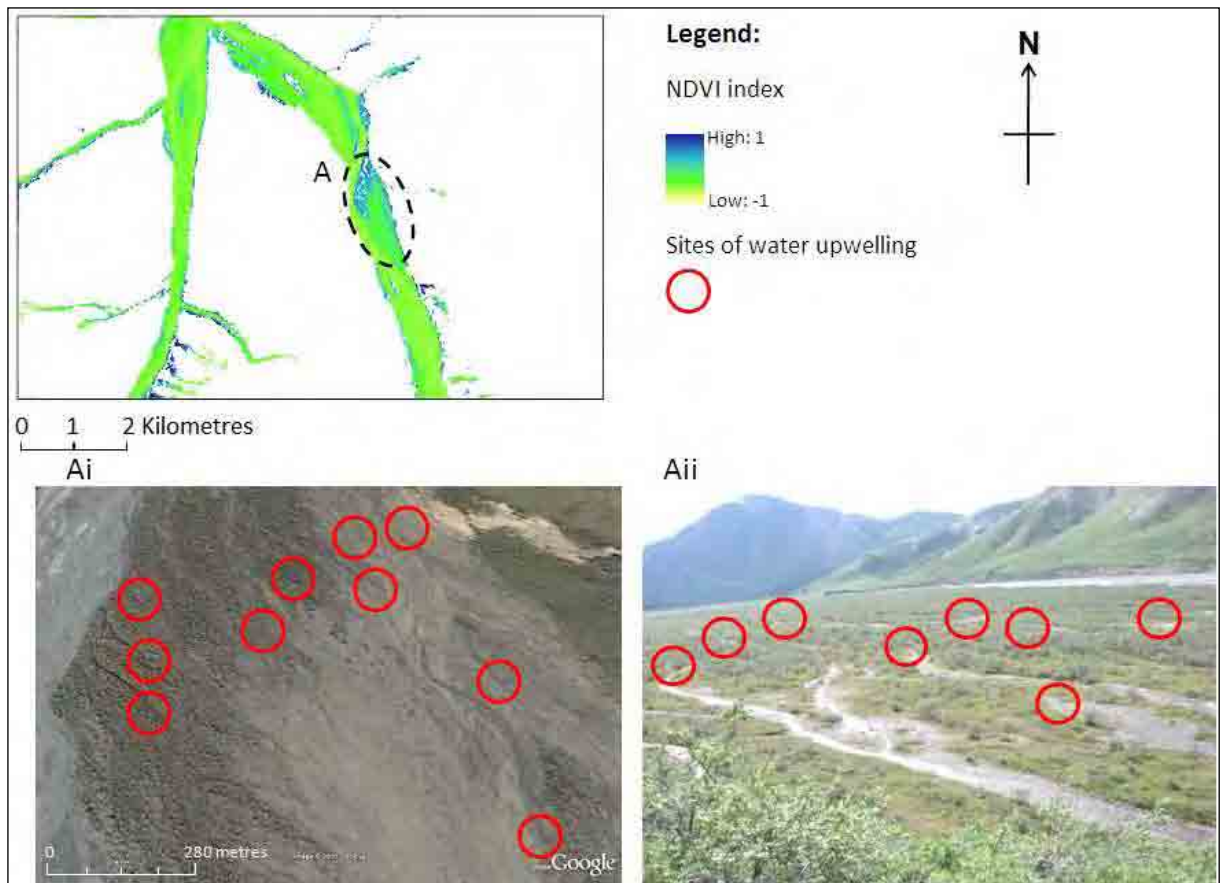 Legend:
NDVI index
High: 1
Low: -1
Sites of water upwelling
N
A
0 1 2 Kilometres
Ai
Aii
0 280 metres
Google